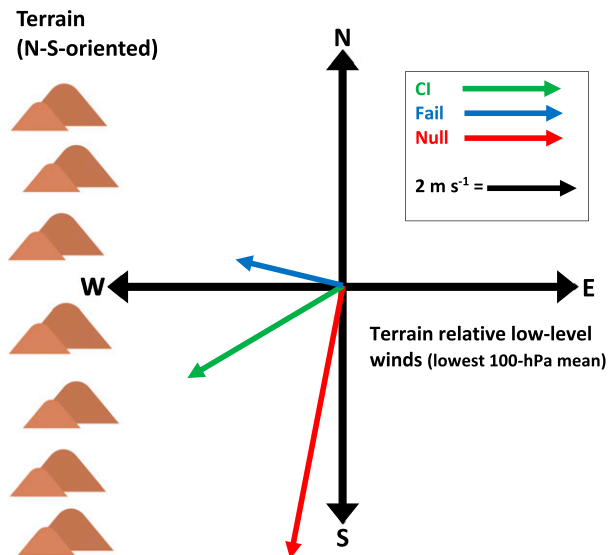 Terrain
(N-S-oriented)
N
CI
Fail
Null
2 m s⁻¹ =
W
E
Terrain relative low-level
winds (lowest 100-hPa mean)
S